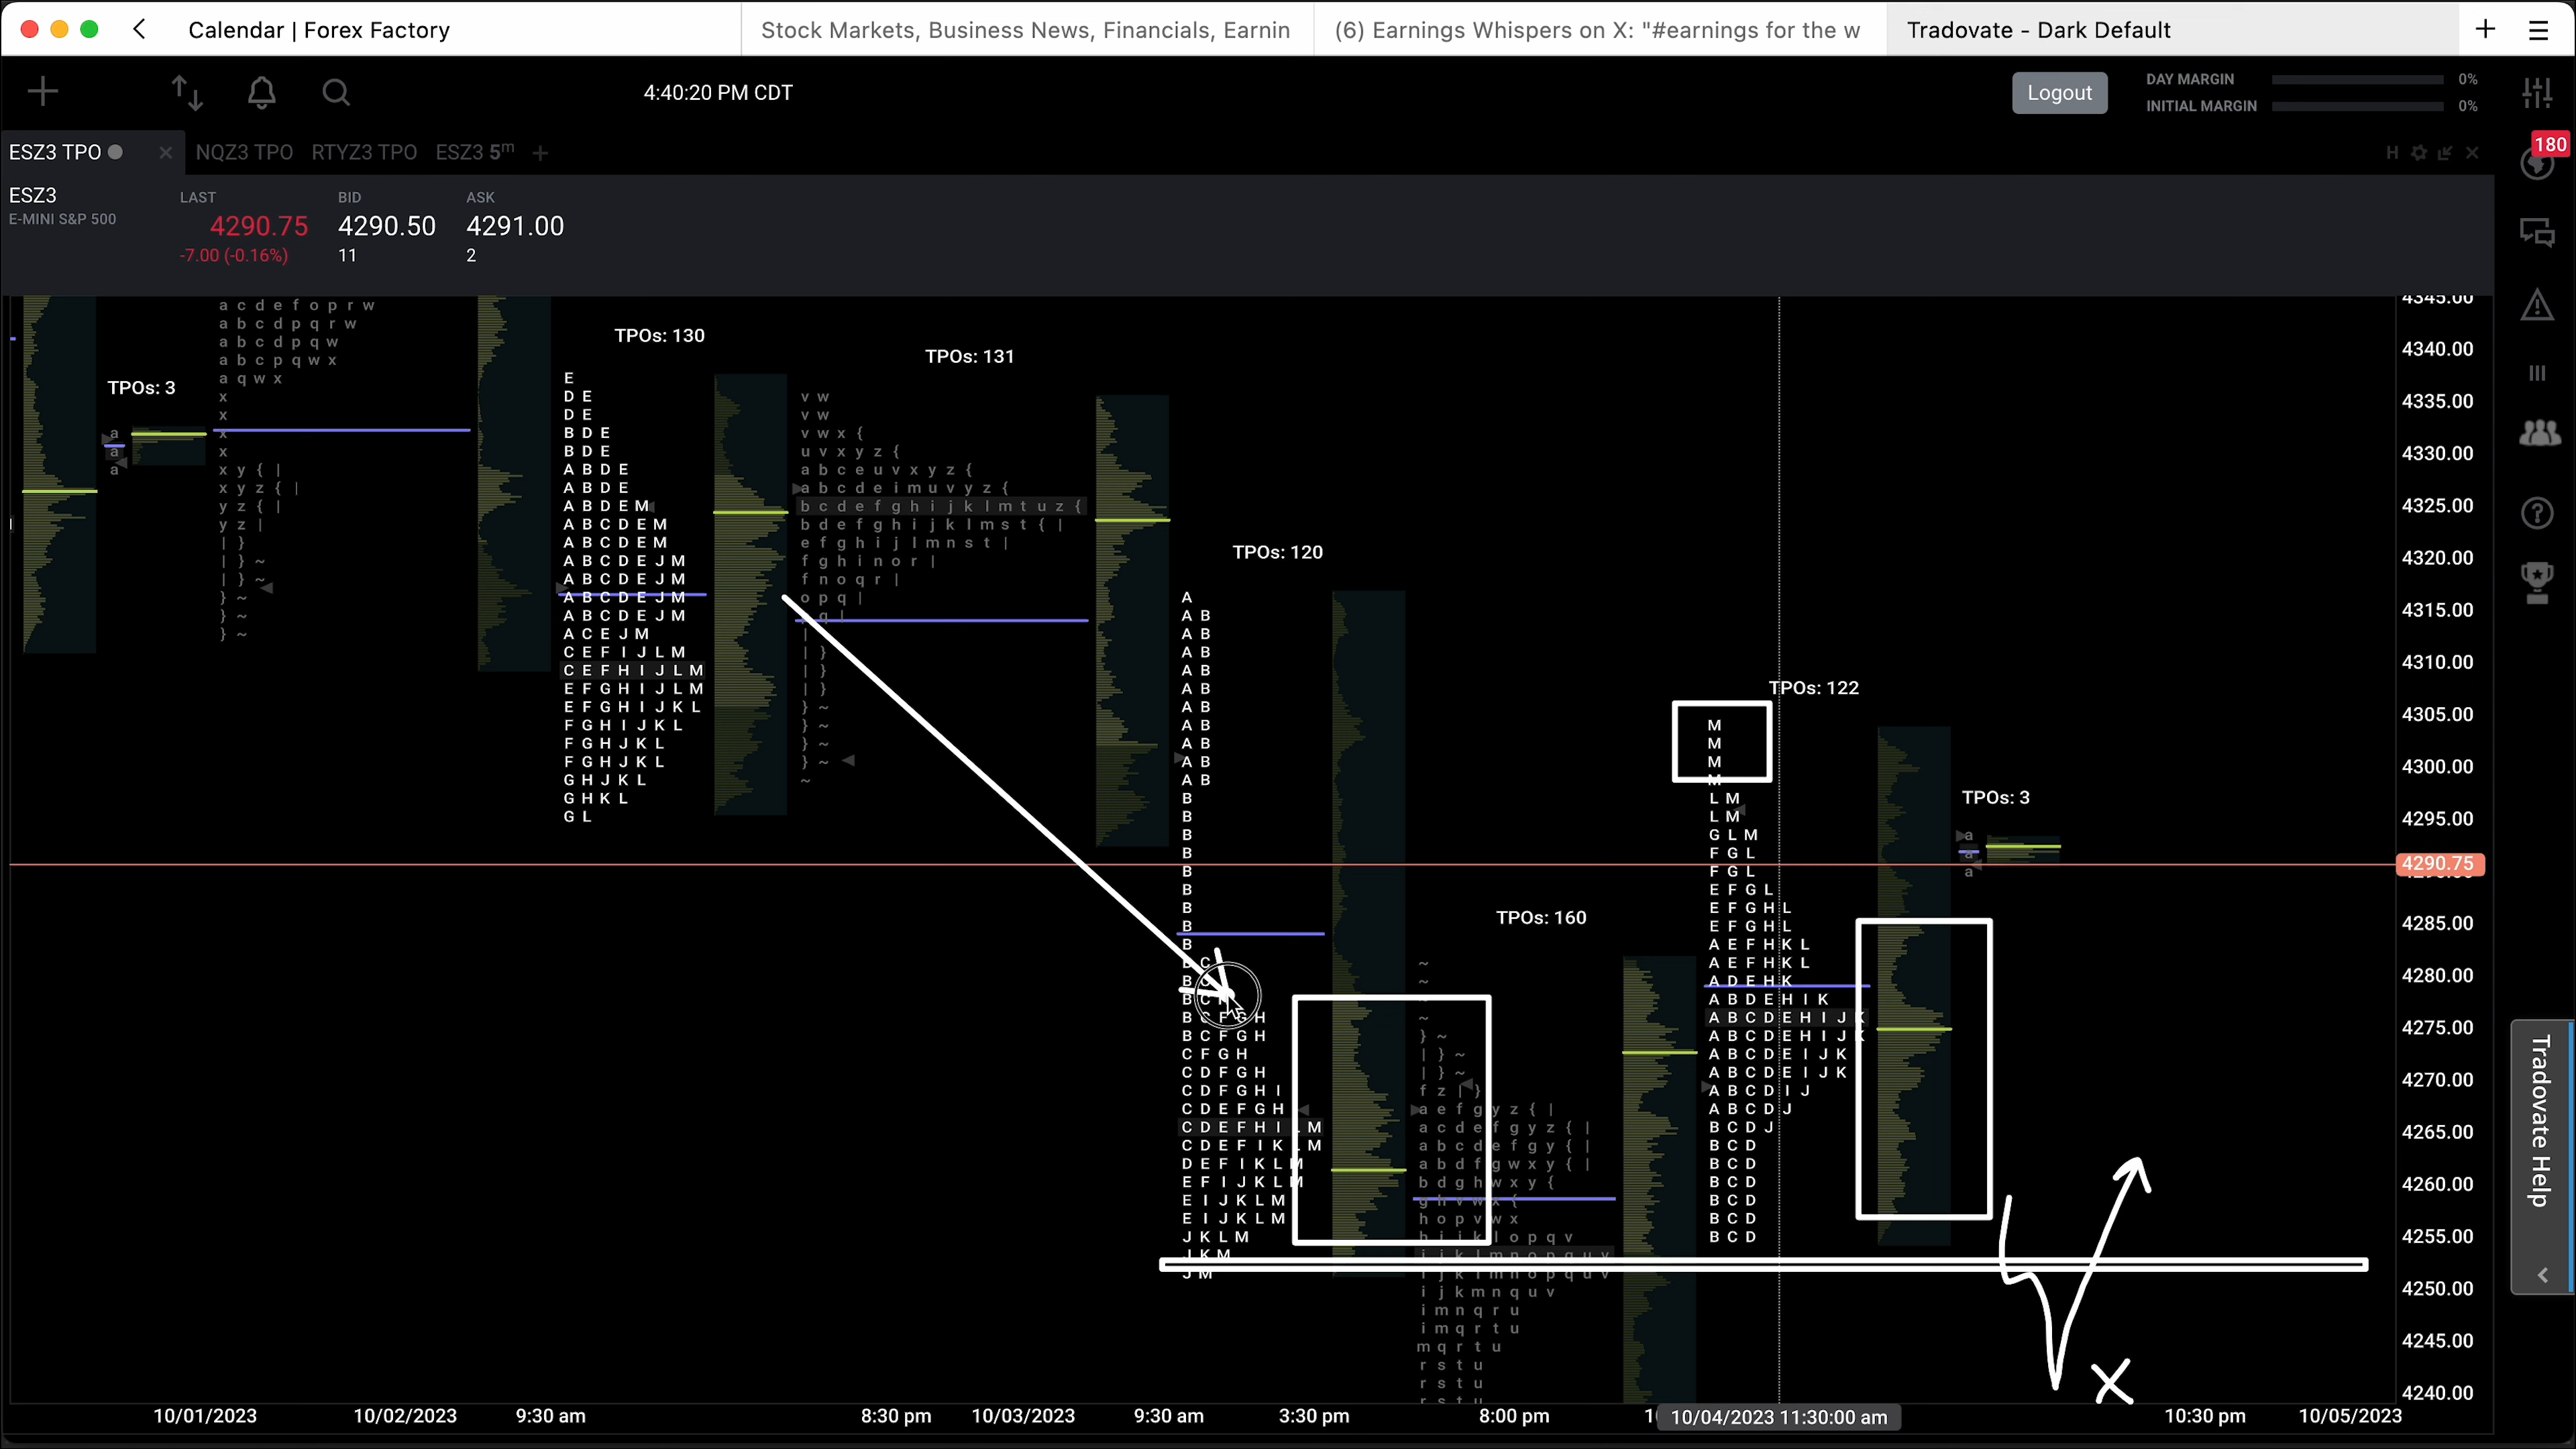 Calendar | Forex Factory
Stock Markets, Business News, Financials, Earnin
(6) Earnings Whispers on X: "#earnings for the w
Tradovate - Dark Default
4:40:20 PM CDT
Logout
DAY MARGIN 0%
INITIAL MARGIN 0%
180
ESZ3 TPO
NQZ3 TPO
RTYZ3 TPO
ESZ3 5m
H
ESZ3
E-MINI S&P 500
LAST
4290.75
-7.00 (-0.16%)
BID
4290.50
11
ASK
4291.00
2
TPOs: 3
a
a
a
a c d e f o p r w
a b c d p q r w
a b c d p q w
a b c p q w x
a q w x
x
x
x
x
x y { |
x y z { |
y z { |
y z |
| }
| } ~
| } ~
} ~
} ~
} ~
TPOs: 130
E
D E
D E
B D E
B D E
A B D E
A B D E
A B D E M
A B C D E M
A B C D E M
A B C D E J M
A B C D E J M
A B C D E J M
A B C D E J M
A C E J M
C E F I J L M
C E F H I J L M
E F G H I J L M
E F G H I J K L
F G H I J K L
F G H J K L
F G H J K L
G H J K L
G H K L
G L
TPOs: 131
v w
v w
v w x {
u v x y z {
a b c e u v x y z {
a b c d e i m u v y z {
b c d e f g h i j k l m t u z {
b d e f g h i j k l m s t { |
e f g h i j l m n s t |
f g h i n o r |
f n o q r |
o p q |
q |
|
| }
| }
| }
} ~
} ~
} ~
} ~
~
TPOs: 120
A
A B
A B
A B
A B
A B
A B
A B
A B
A B
A B
B
B
B
B
B
B
B
B
B
B C
B
B C
B C F G H
B C F G H
C F G H
C D F G H
C D F G H I
C D E F G H
C D E F H I L M
C D E F I K L M
D E F I K L M
E F I J K L M
E I J K L M
E I J K L M
J K L M
J K M
J M
TPOs: 160
~
~
~
} ~
| } ~
| } ~
f z | }
a e f g y z { |
a c d e f g y z { |
a b c d e f g y { |
a b d f g w x y { |
b d g h w x y {
g h v w x {
h o p v w x
h i j k l o p q v
i j k l m n o p q u v
i j k l m n o p q u v
i j k m n q u v
i m n q r u
i m q r t u
m q r t u
r s t u
r s t u
r s t u
TPOs: 122
M
M
M
M
L M
L M
G L M
F G L
F G L
E F G L
E F G H L
E F G H L
A E F H K L
A E F H K L
A D E H K
A B D E H I K
A B C D E H I J K
A B C D E H I J K
A B C D E I J K
A B C D E I J K
A B C D I J
A B C D J
B C D J
B C D
B C D
B C D
B C D
B C D
B C D
TPOs: 3
a
a
a
X
4345.00
4340.00
4335.00
4330.00
4325.00
4320.00
4315.00
4310.00
4305.00
4300.00
4295.00
4290.75
4285.00
4280.00
4275.00
4270.00
4265.00
4260.00
4255.00
4250.00
4245.00
4240.00
Tradovate Help
10/01/2023
10/02/2023
9:30 am
8:30 pm
10/03/2023
9:30 am
3:30 pm
8:00 pm
10/04/2023 11:30:00 am
10:30 pm
10/05/2023